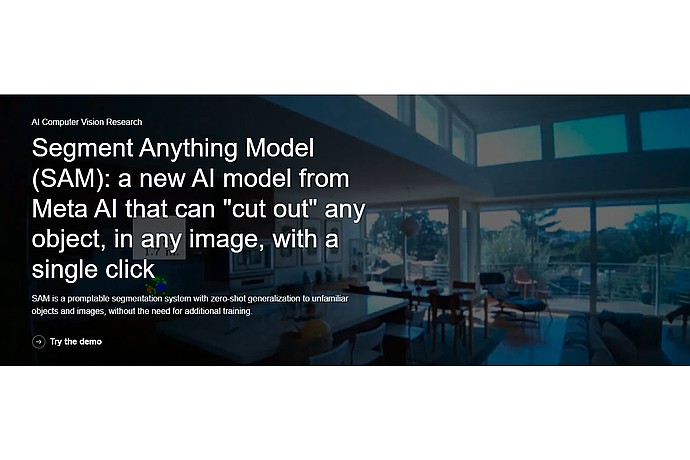 AI Computer Vision Research
Segment Anything Model
(SAM): a new AI model from
Meta AI that can "cut out" any
object, in any image, with a
single click
SAM is a promptable segmentation system with zero-shot generalization to unfamiliar
objects and images, without the need for additional training.
Try the demo